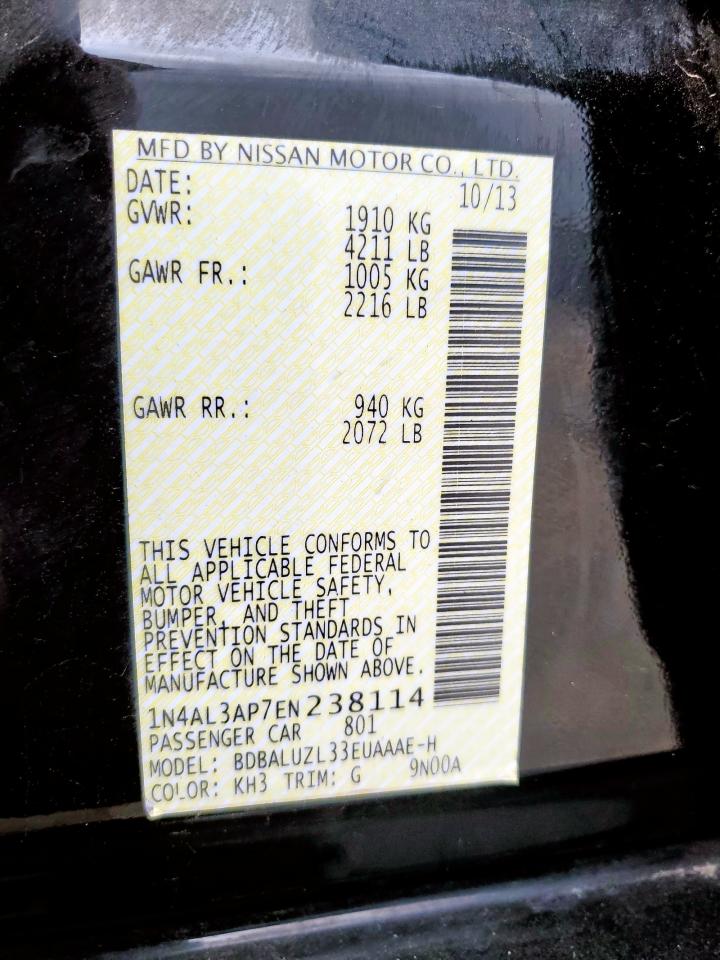 MFD BY NISSAN MOTOR CO., LTD.
DATE: 10/13
GVWR: 1910 KG
4211 LB
GAWR FR.: 1005 KG
2216 LB
GAWR RR.: 940 KG
2072 LB
THIS VEHICLE CONFORMS TO
ALL APPLICABLE FEDERAL
MOTOR VEHICLE SAFETY,
BUMPER, AND THEFT
PREVENTION STANDARDS IN
EFFECT ON THE DATE OF
MANUFACTURE SHOWN ABOVE.
1N4AL3AP7EN238114
PASSENGER CAR 801
MODEL: BDBALUZL33EUAAAE-H
COLOR: KH3 TRIM: G 9N00A